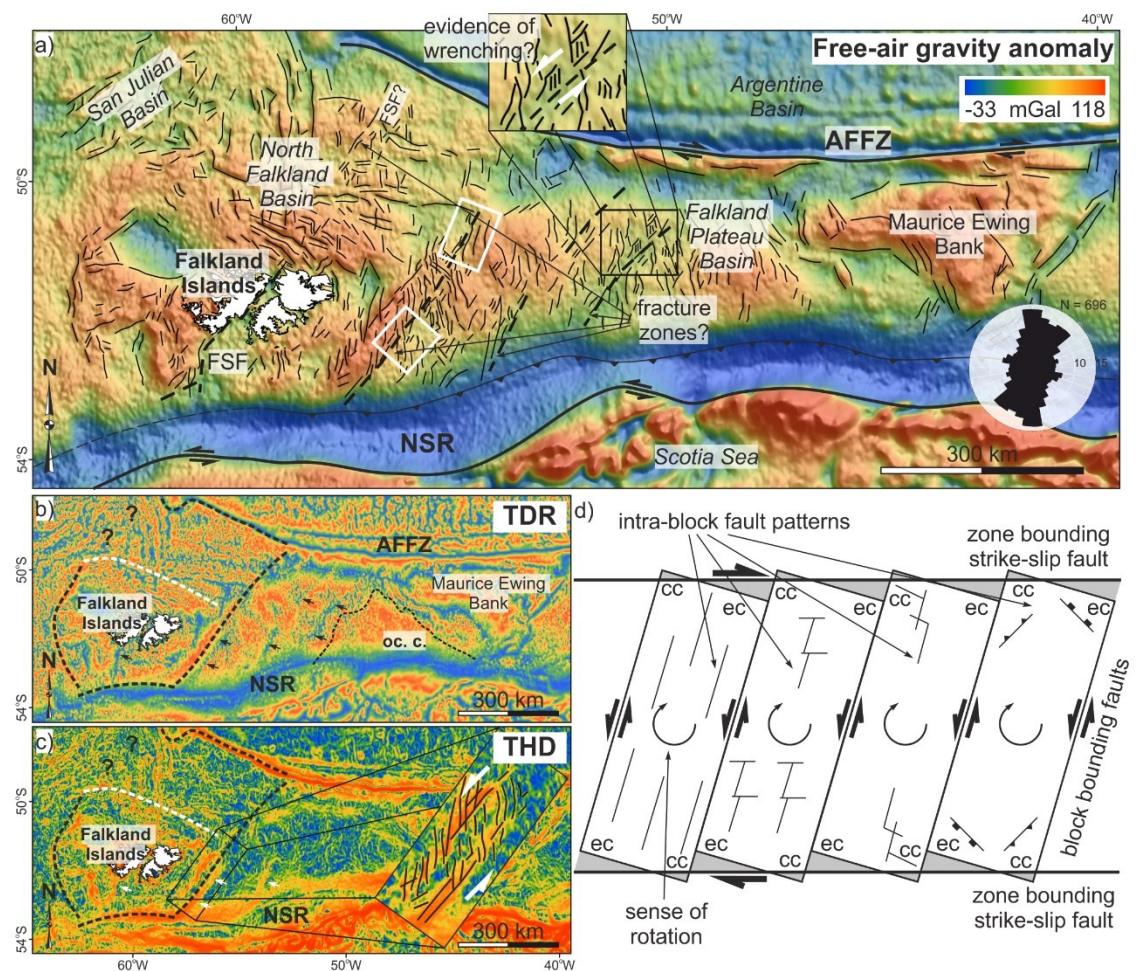 60°W
50°W
40°W
a)
evidence of
wrenching?
Free-air gravity anomaly
-33 mGal 118
San Julian
Basin
FSF?
Argentine
Basin
AFFZ
North
Falkland
Basin
50°S
Falkland
Plateau
Basin
Maurice Ewing
Bank
Falkland
Islands
fracture
zones?
N = 696
10 15
FSF
N
NSR
54°S
Scotia Sea
300 km
b)
TDR
?
AFFZ
50°S
Maurice Ewing
Bank
Falkland
Islands
oc. c.
N
NSR
300 km
54°S
c)
THD
?
50°S
Falkland
Islands
N
NSR
300 km
54°S
60°W
50°W
40°W
d)
intra-block fault patterns
zone bounding
strike-slip fault
cc
ec
cc
ec
cc
ec
cc
ec
block bounding faults
ec
cc
ec
cc
ec
cc
ec
cc
sense of
rotation
zone bounding
strike-slip fault